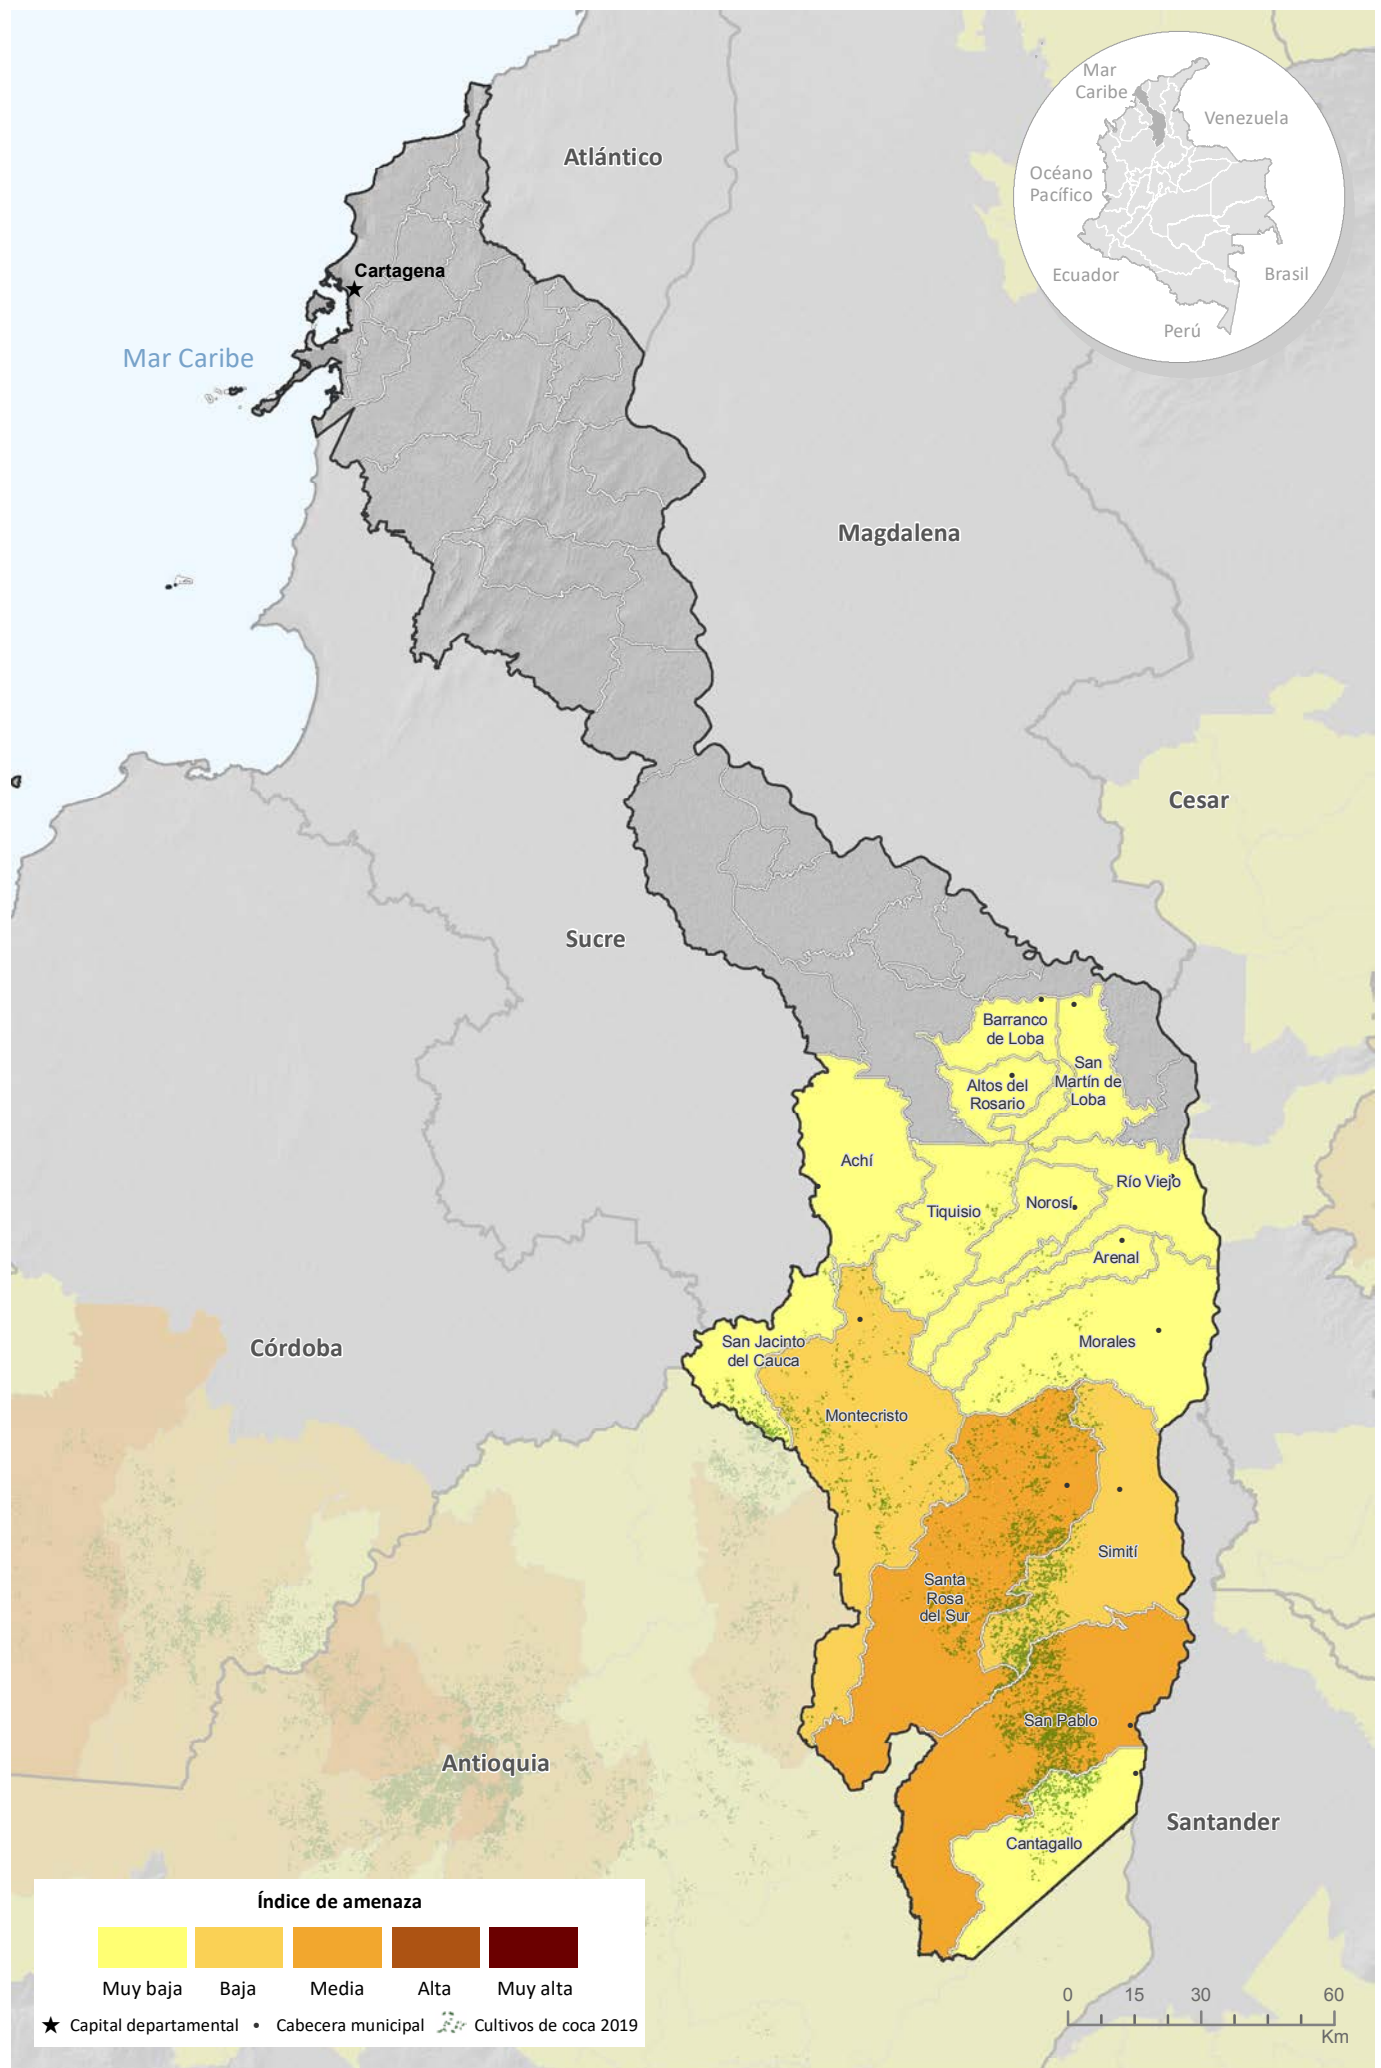 Mar
Caribe
Venezuela
Océano
Pacífico
Ecuador
Brasil
Perú
Atlántico
Cartagena
Mar Caribe
Magdalena
Cesar
Sucre
Barranco
de Loba
San
Martín de
Loba
Altos del
Rosario
Achí
Río Viejo
Norosí
Tiquisio
Arenal
San Jacinto
del Cauca
Morales
Córdoba
Montecristo
Simití
Santa
Rosa
del Sur
San Pablo
Antioquia
Cantagallo
Santander
Índice de amenaza
Muy baja
Baja
Media
Alta
Muy alta
Capital departamental
Cabecera municipal
Cultivos de coca 2019
0
15
30
60
Km